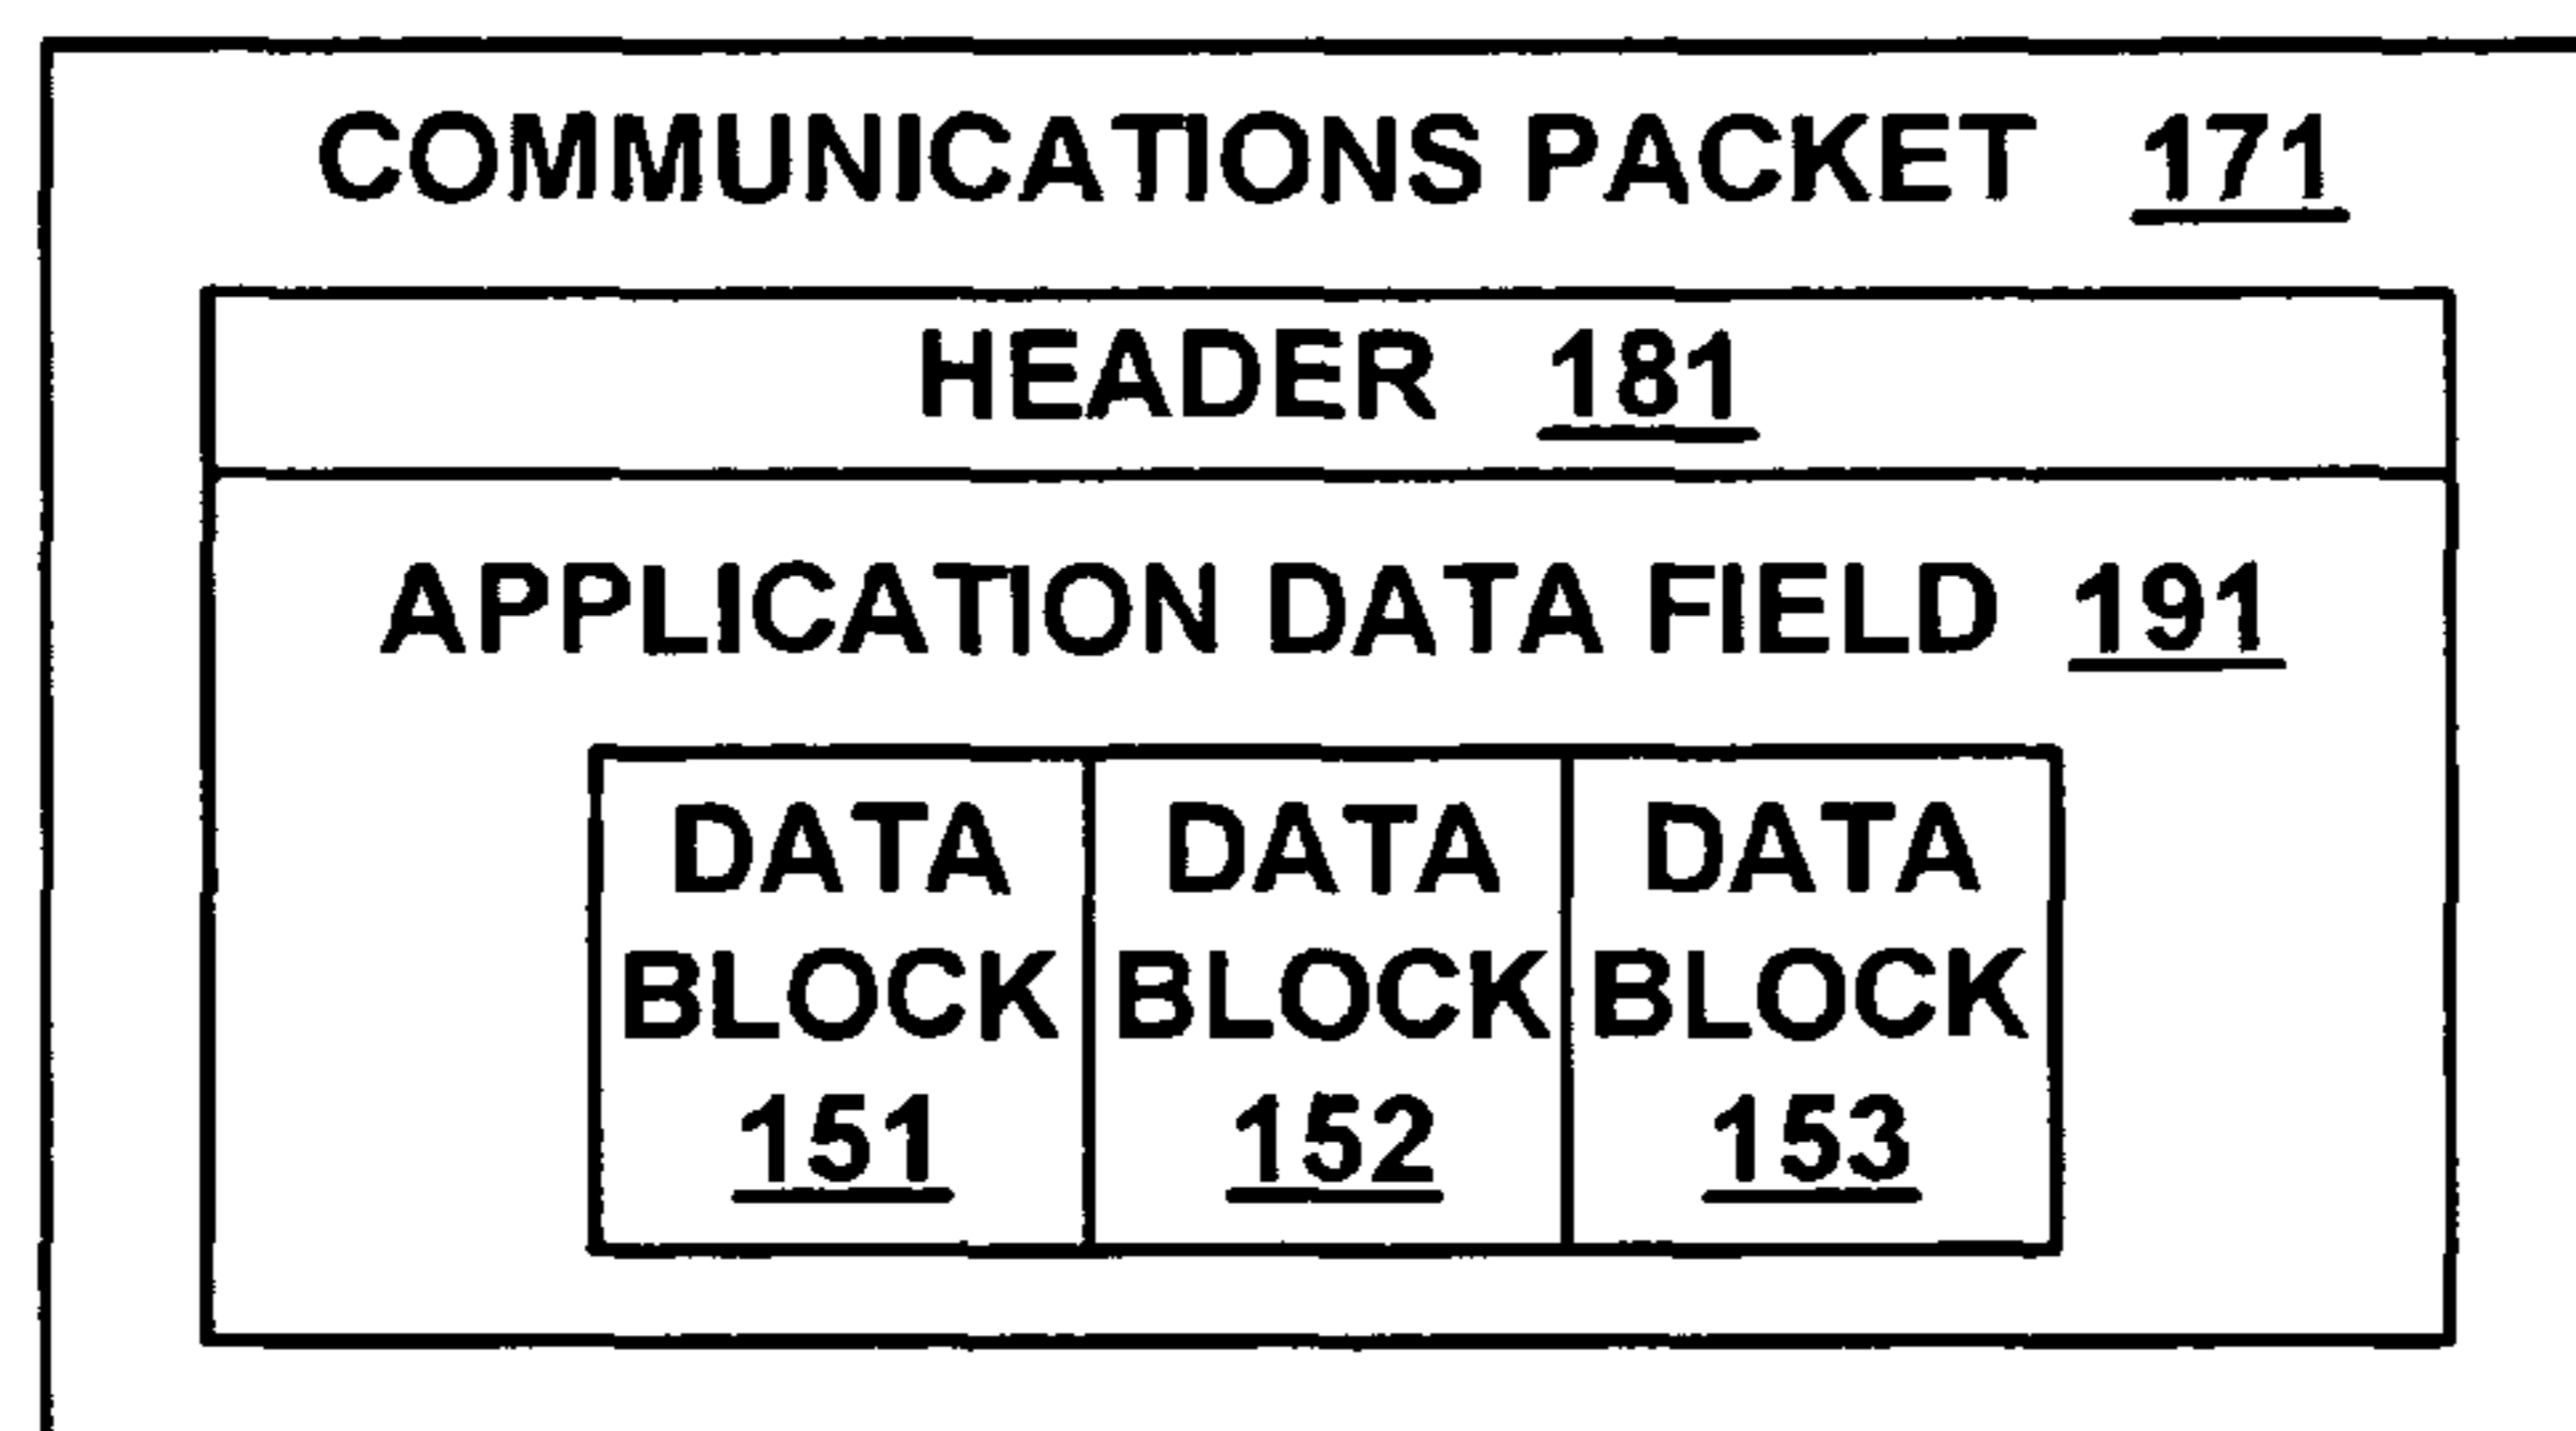 COMMUNICATIONS PACKET 171
HEADER 181
APPLICATION DATA FIELD 191
DATA DATA DATA
BLOCK BLOCK BLOCK
151 152 153